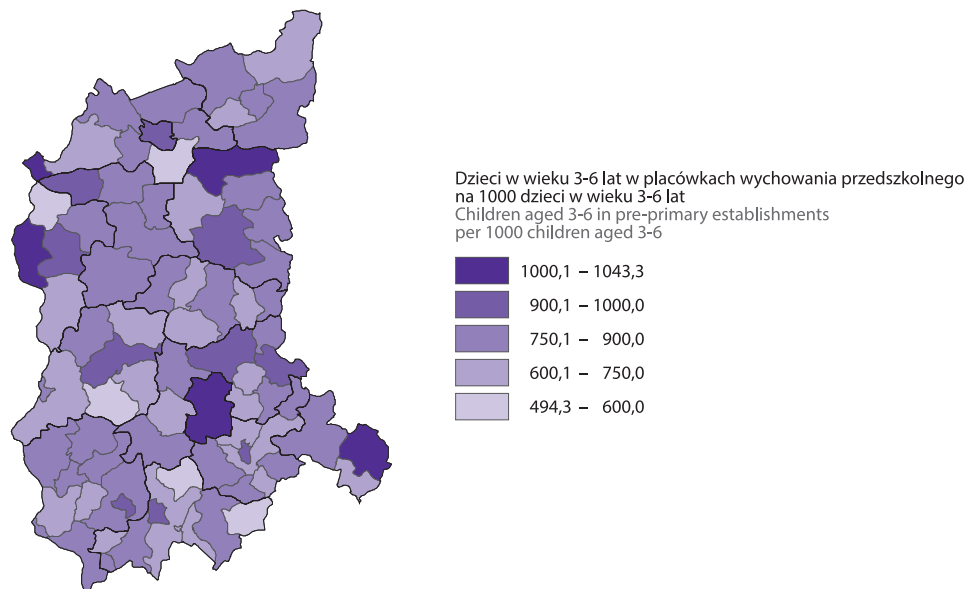 Dzieci w wieku 3-6 lat w placówkach wychowania przedszkolnego
na 1000 dzieci w wieku 3-6 lat
Children aged 3-6 in pre-primary establishments
per 1000 children aged 3-6
1000,1 – 1043,3
900,1 – 1000,0
750,1 – 900,0
600,1 – 750,0
494,3 – 600,0